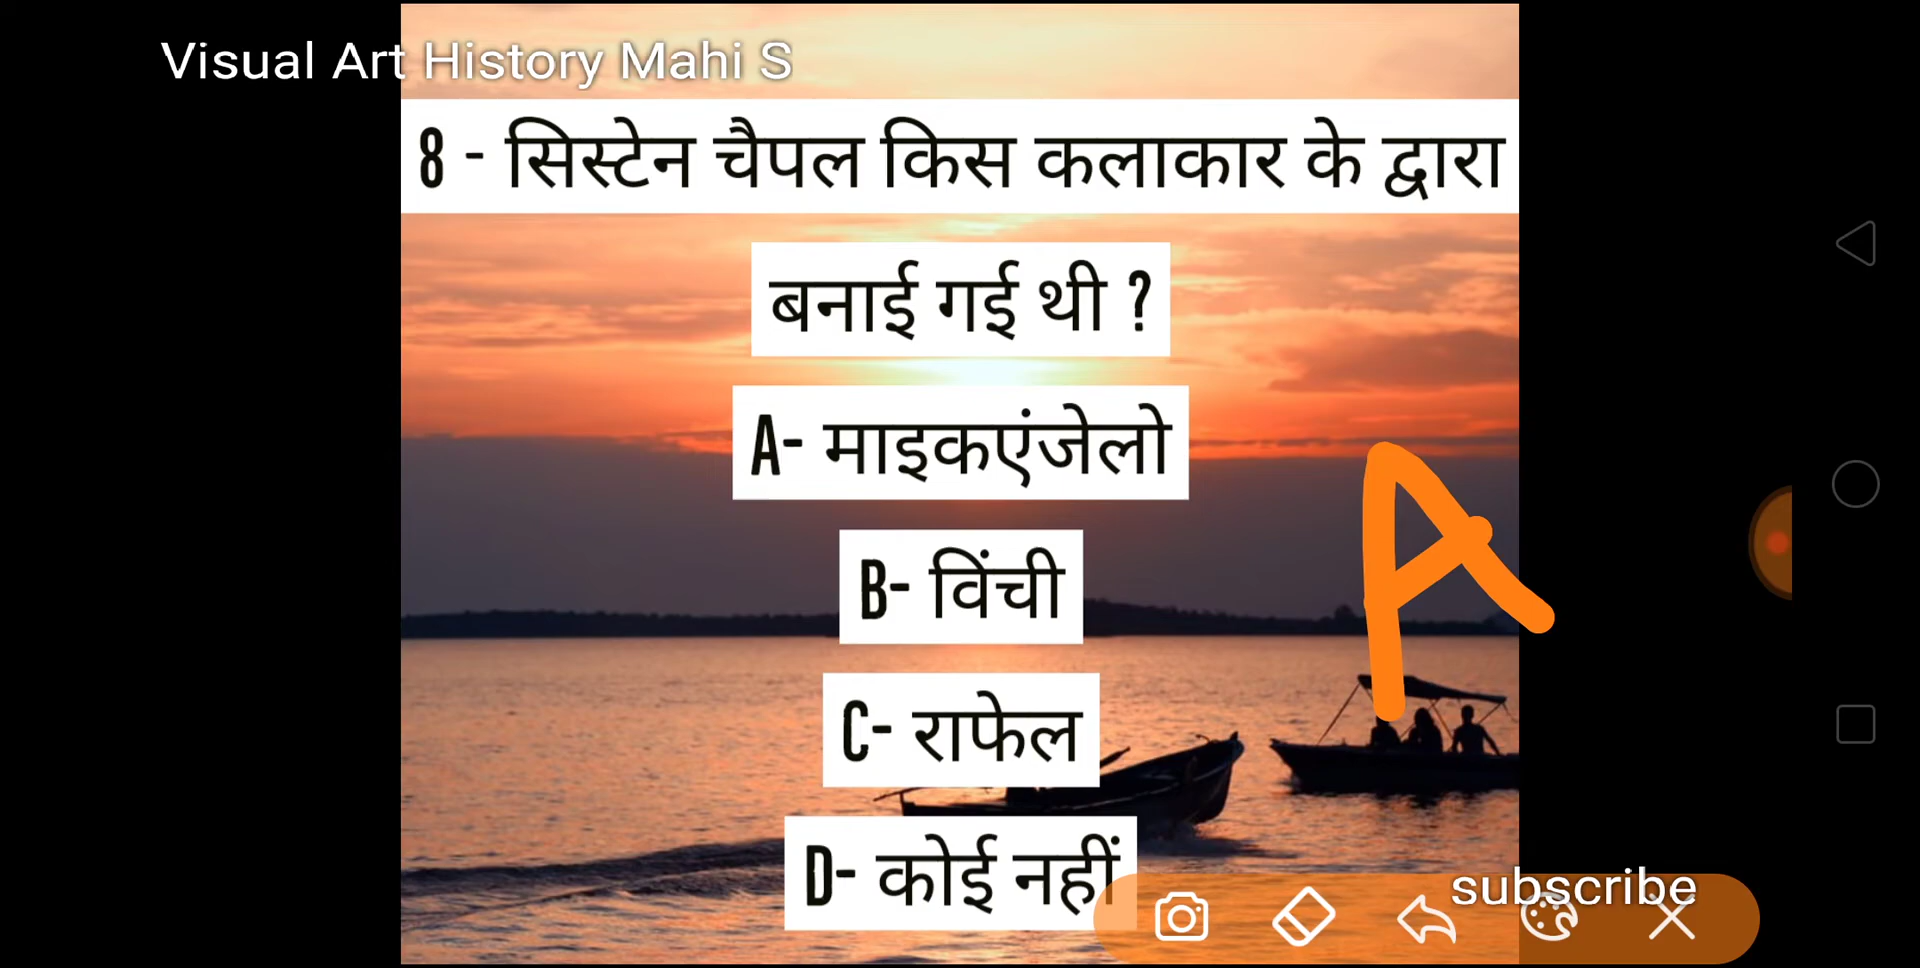 Visual Art History Mahi S
8 - सिस्टेन चैपल किस कलाकार के द्वारा
बनाई गई थी ?
A- माइकएंजेलो
A
B- विंची
C- राफेल
D- कोई नहीं
subscribe